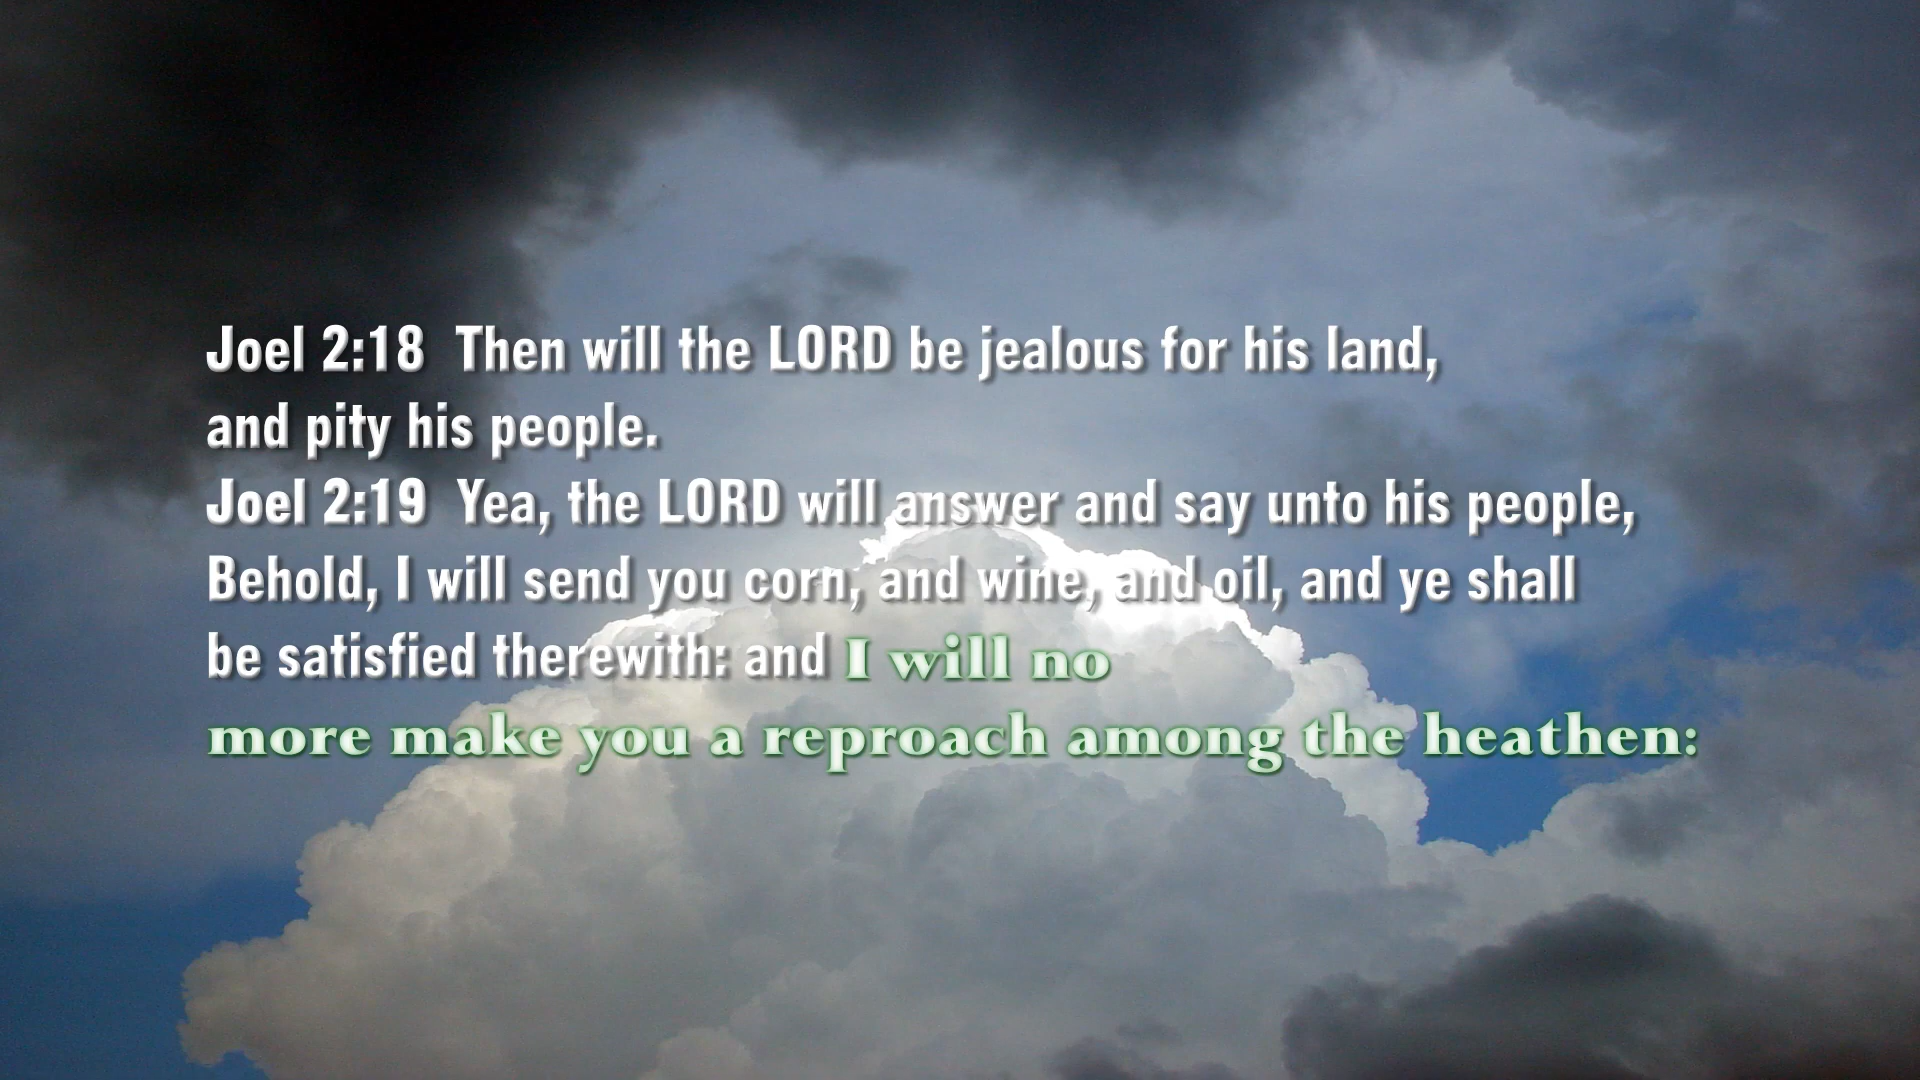 Joel 2:18  Then will the LORD be jealous for his land,
and pity his people.
Joel 2:19  Yea, the LORD will answer and say unto his people,
Behold, I will send you corn, and wine, and oil, and ye shall
be satisfied therewith: and I will no
more make you a reproach among the heathen: